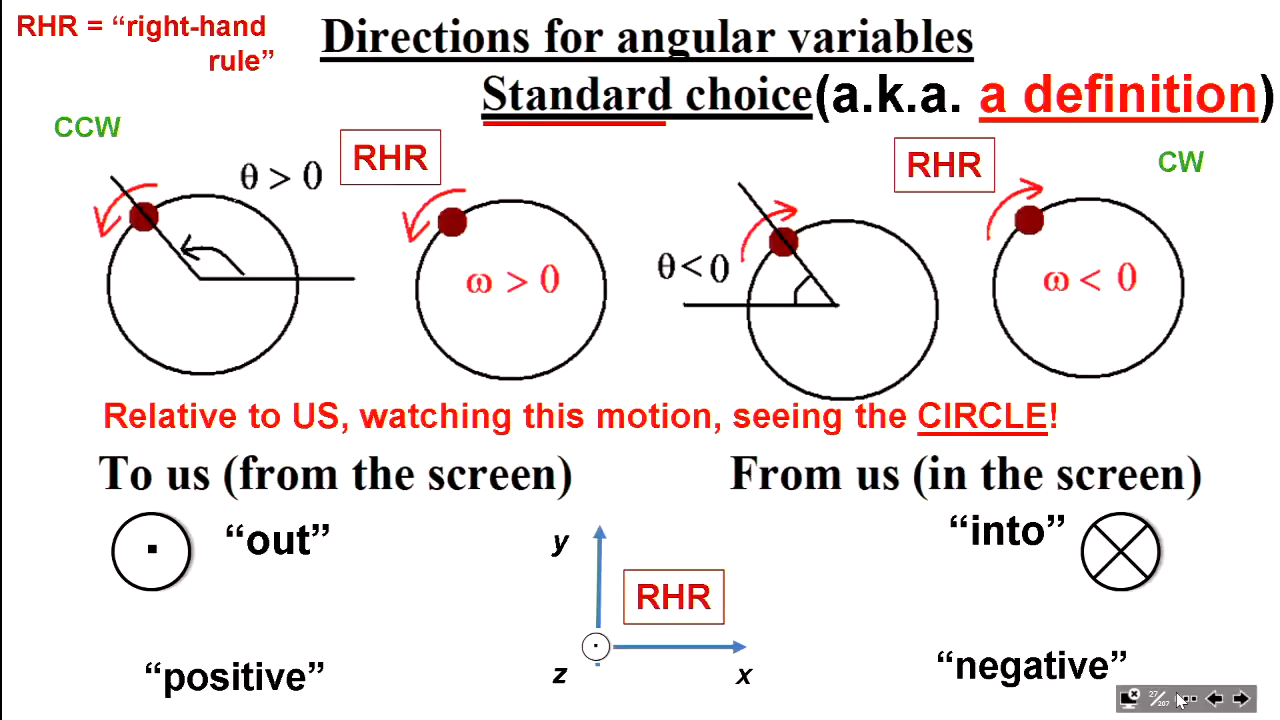 RHR = “right-hand
rule”
Directions for angular variables
Standard choice(a.k.a. a definition)
CCW
θ > 0
RHR
RHR
CW
ω > 0
θ < 0
ω < 0
Relative to US, watching this motion, seeing the CIRCLE!
To us (from the screen)
From us (in the screen)
“out”
“into”
y
RHR
z
x
“positive”
“negative”
27/207